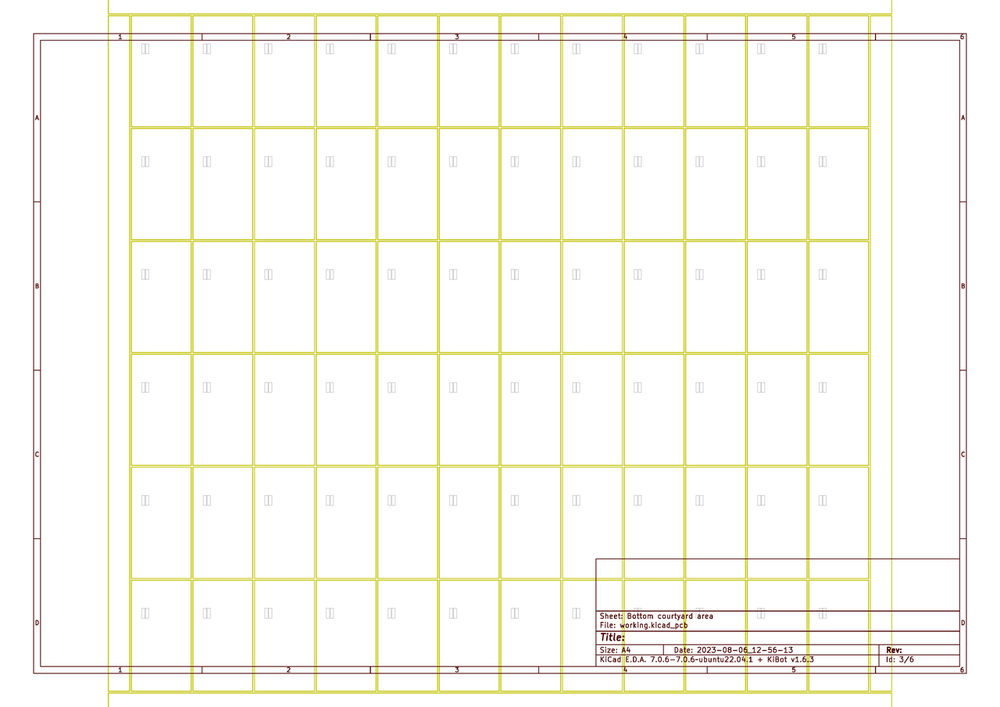 1 2 3 4 5 6
A A
B B
C C
Sheet: Bottom courtyard area
File: working.kicad_pcb
D D
Title:
Size: A4 Date: 2023-08-06_12-56-13 Rev:
KiCad E.D.A. 7.0.6-7.0.6-ubuntu22.04.1 + KiBot v1.6.3 Id: 3/6
1 2 3 4 5 6